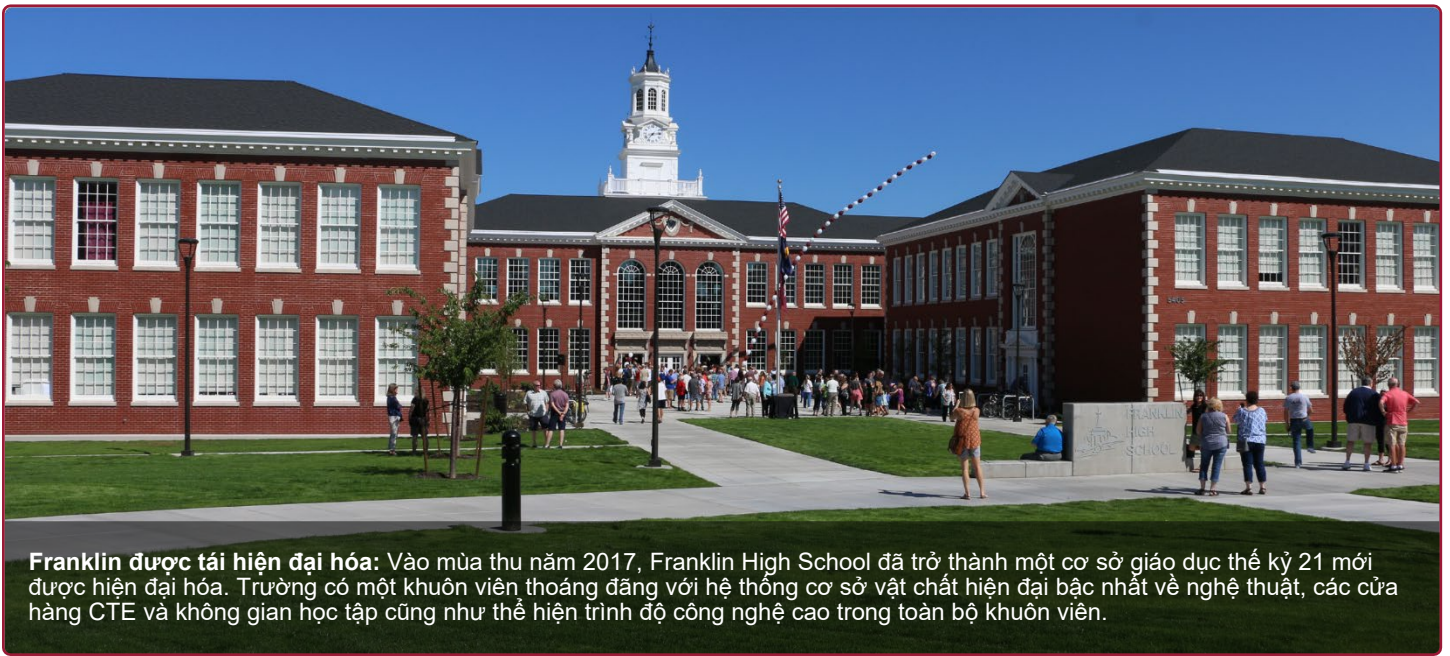 5405
FRANKLIN
HIGH
SCHOOL
Franklin được tái hiện đại hóa: Vào mùa thu năm 2017, Franklin High School đã trở thành một cơ sở giáo dục thế kỷ 21 mới
được hiện đại hóa. Trường có một khuôn viên thoáng đãng với hệ thống cơ sở vật chất hiện đại bậc nhất về nghệ thuật, các cửa
hàng CTE và không gian học tập cũng như thể hiện trình độ công nghệ cao trong toàn bộ khuôn viên.